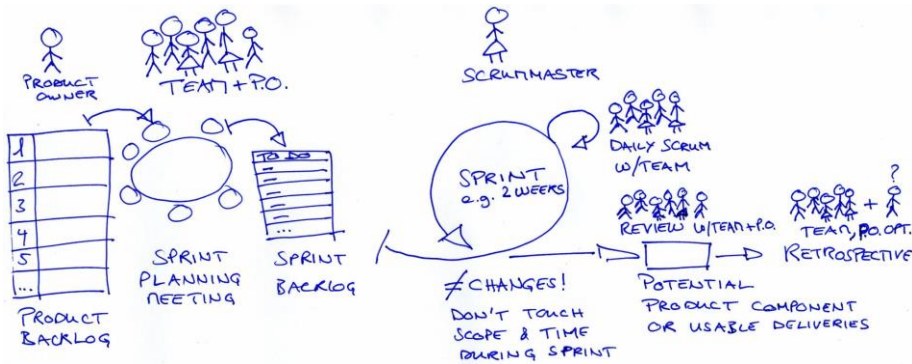 PRODUCT
OWNER
TEAM + P.O.
SCRUMMASTER
1
2
3
4
5
...
PRODUCT
BACKLOG
SPRINT
PLANNING
MEETING
TO DO
...
SPRINT
BACKLOG
SPRINT
e.g. 2 WEEKS
DAILY SCRUM
W/TEAM
≠ CHANGES!
DON'T TOUCH
SCOPE & TIME
DURING SPRINT
REVIEW W/TEAM+P.O.
POTENTIAL
PRODUCT COMPONENT
OR USABLE DELIVERIES
+ ?
TEAM, P.O. OPT.
RETROSPECTIVE